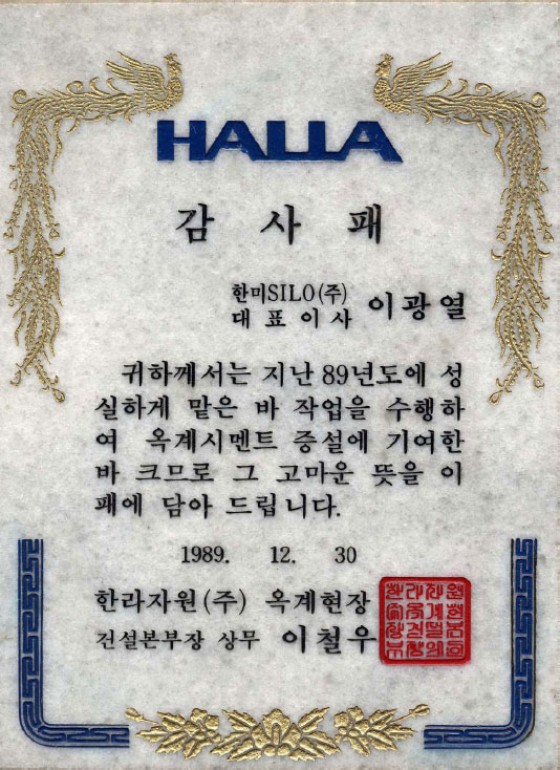 HALLA
감 사 패
한미SILO(주)
대 표 이 사 이광열
귀하께서는 지난 89년도에 성
실하게 맡은 바 작업을 수행하
여 옥계시멘트 증설에 기여한
바 크므로 그 고마운 뜻을 이
패에 담아 드립니다.
1989. 12. 30
한라자원(주) 옥계현장
건설본부장 상무 이철우